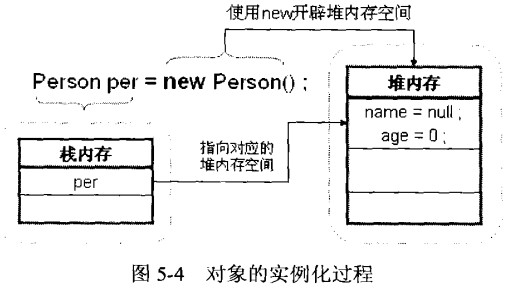 使用new开辟堆内存空间
Person per = new Person() ;
堆内存
name = null ;
age = 0 ;
栈内存
per
指向对应的
堆内存空间
图 5-4 对象的实例化过程